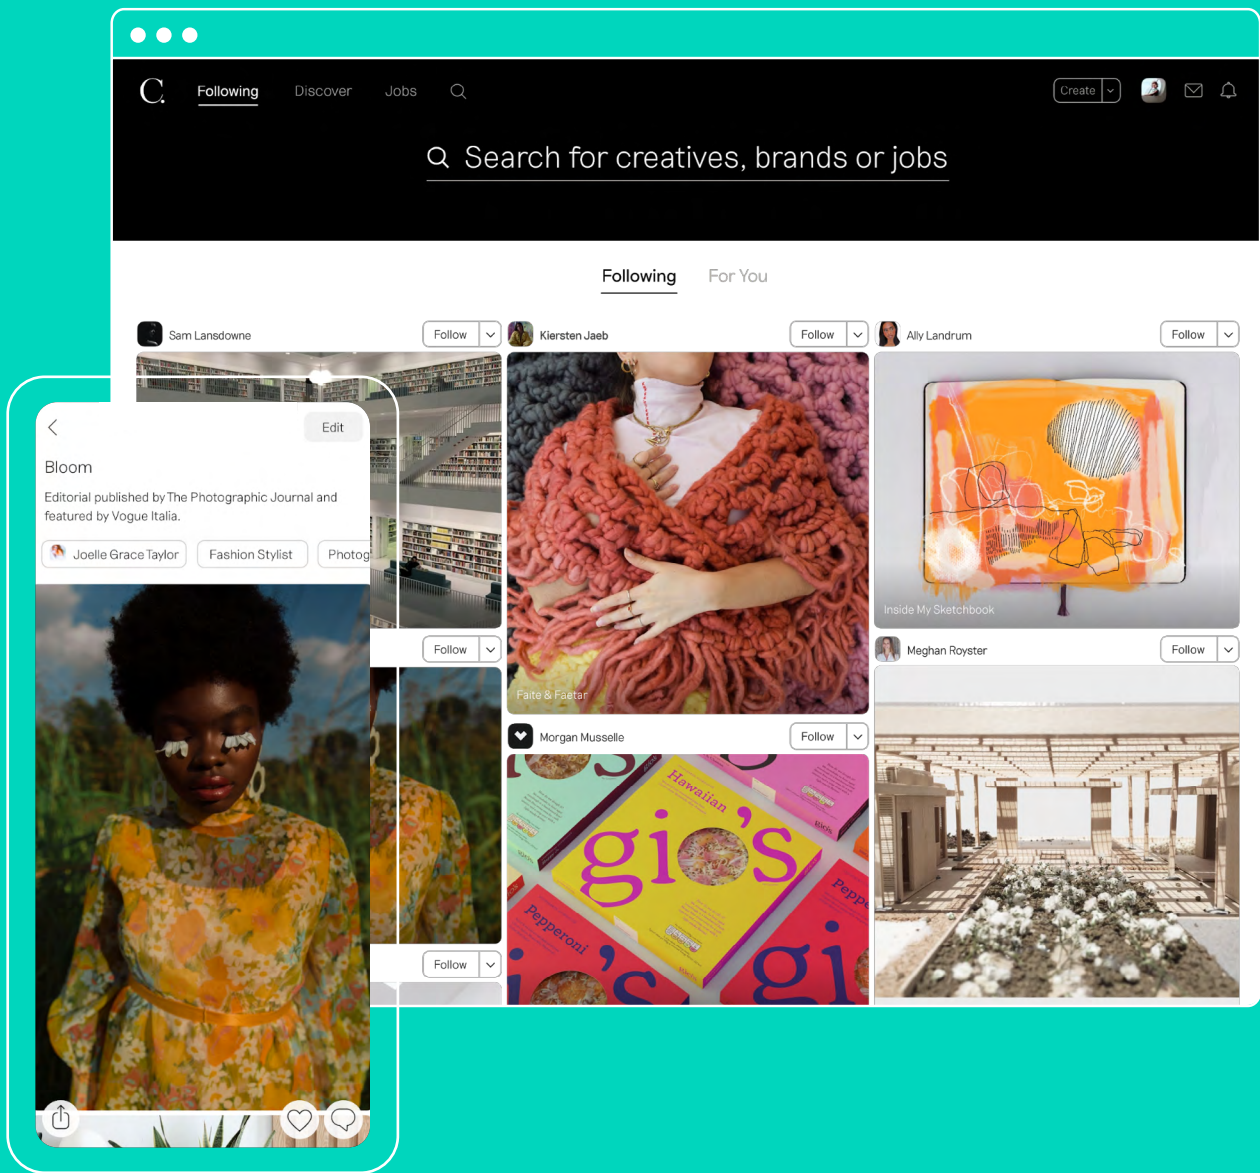 C.
Following
Discover
Jobs
Create
Search for creatives, brands or jobs
Following
For You
Sam Lansdowne
Follow
Kiersten Jaeb
Follow
Ally Landrum
Follow
Inside My Sketchbook
Follow
Faite & Faetar
Meghan Royster
Follow
Morgan Musselle
Follow
Hawaiian
gio's
gio's
Pepperoni
gi
Follow
Edit
Bloom
Editorial published by The Photographic Journal and
featured by Vogue Italia.
Joelle Grace Taylor
Fashion Stylist
Photog